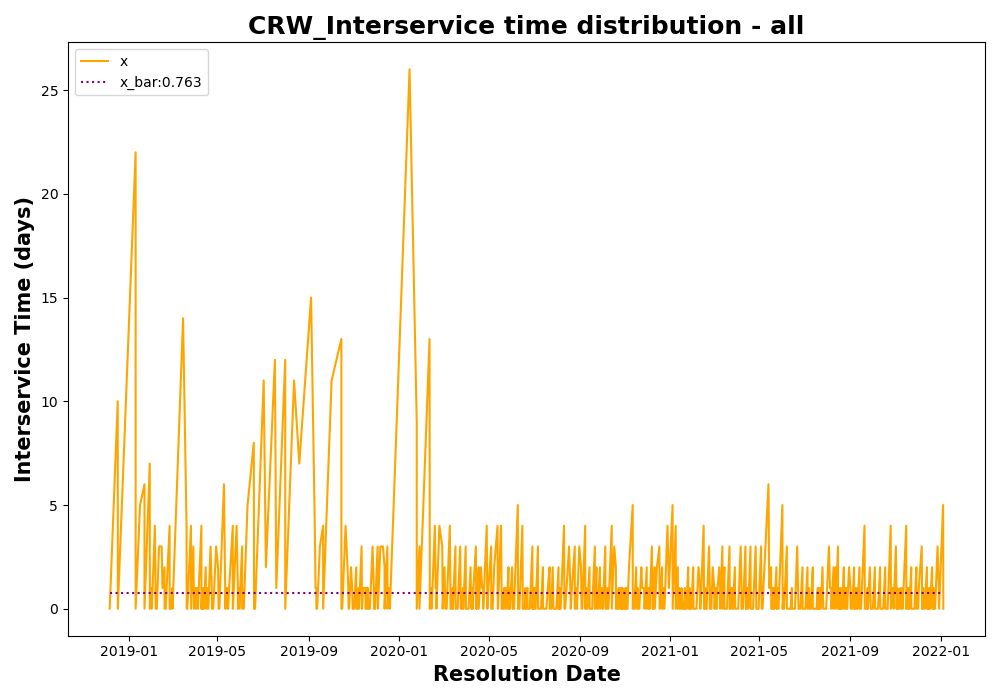 CRW_Interservice time distribution - all
x
x_bar:0.763
Interservice Time (days)
25
20
15
10
5
0
2019-01 2019-05 2019-09 2020-01 2020-05 2020-09 2021-01 2021-05 2021-09 2022-01
Resolution Date